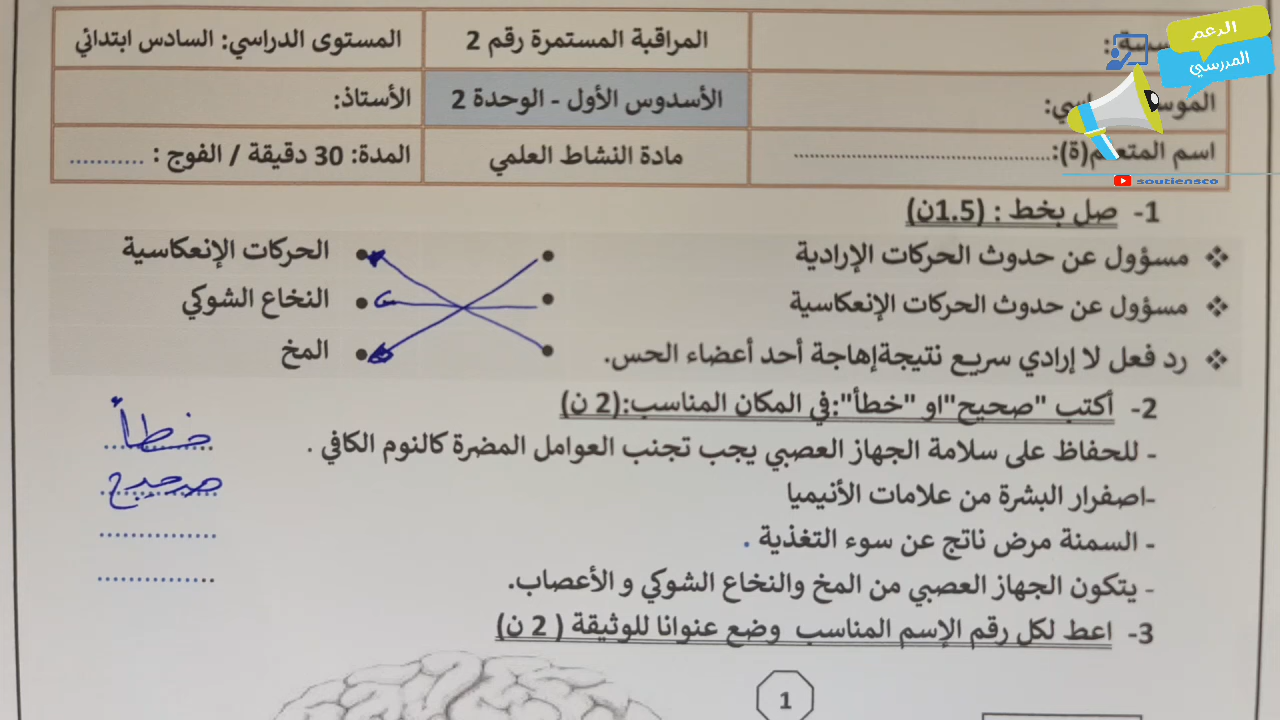 المستوى الدراسي: السادس ابتدائي
المراقبة المستمرة رقم 2
الدعم
المدرسي
الأسدوس الأول - الوحدة 2
الأستاذ:
اسم المتعلم(ة):................................
مادة النشاط العلمي
المدة: 30 دقيقة / الفوج : ...........
soutiensco
1- صل بخط : (1.5ن)
❖ مسؤول عن حدوث الحركات الإرادية • • الحركات الإنعكاسية
❖ مسؤول عن حدوث الحركات الإنعكاسية • • النخاع الشوكي
❖ رد فعل لا إرادي سريع نتيجةإهاجة أحد أعضاء الحس. • • المخ
2- أكتب "صحيح"او "خطأ":في المكان المناسب:(2 ن)
- للحفاظ على سلامة الجهاز العصبي يجب تجنب العوامل المضرة كالنوم الكافي . خطأ
-اصفرار البشرة من علامات الأنيميا صحيح
- السمنة مرض ناتج عن سوء التغذية . ...............
- يتكون الجهاز العصبي من المخ والنخاع الشوكي و الأعصاب. ...............
3- اعط لكل رقم الإسم المناسب وضع عنوانا للوثيقة ( 2 ن)
1